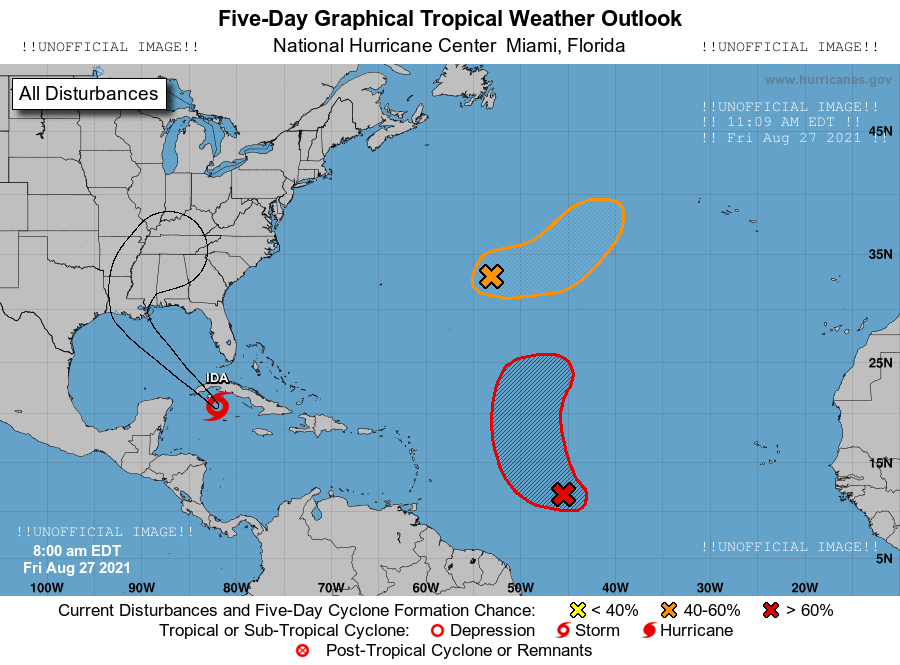 Five-Day Graphical Tropical Weather Outlook
!!UNOFFICIAL IMAGE!! National Hurricane Center Miami, Florida !!UNOFFICIAL IMAGE!!
www.hurricanes.gov
All Disturbances
!!UNOFFICIAL IMAGE!!
!! 11:09 AM EDT !!
!! Fri Aug 27 2021 !!
45N
35N
25N
IDA
15N
!!UNOFFICIAL IMAGE!!
8:00 am EDT
Fri Aug 27 2021
!!UNOFFICIAL IMAGE!!
5N
100W 90W 80W 70W 60W 50W 40W 30W 20W
Current Disturbances and Five-Day Cyclone Formation Chance: < 40% 40-60% > 60%
Tropical or Sub-Tropical Cyclone: Depression Storm Hurricane
Post-Tropical Cyclone or Remnants